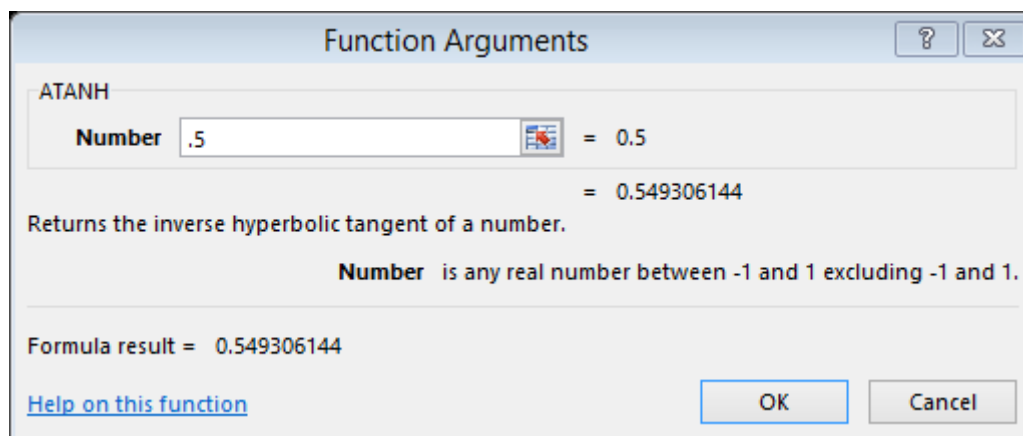 Function Arguments
ATANH
Number .5 = 0.5
= 0.549306144
Returns the inverse hyperbolic tangent of a number.
Number is any real number between -1 and 1 excluding -1 and 1.
Formula result = 0.549306144
Help on this function OK Cancel